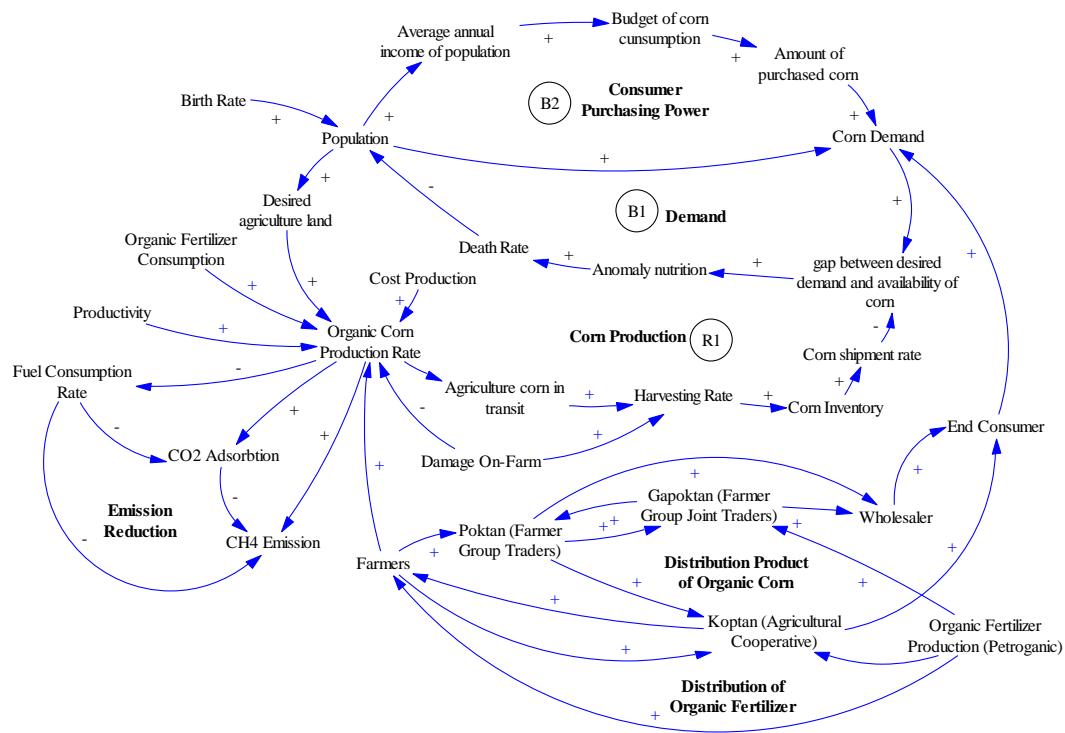 Average annual
income of population
+
Budget of corn
cunsumption
+
Amount of
purchased corn
Birth Rate
+
+
B2
Consumer
Purchasing Power
+
Population
+
Corn Demand
+
-
Desired
agriculture land
B1
Demand
+
Organic Fertilizer
Consumption
Death Rate
+
Anomaly nutrition
+
gap between desired
demand and availability of
corn
+
+
+
Cost Production
+
Productivity
+
Organic Corn
Production Rate
Corn Production
R1
-
Corn shipment rate
Fuel Consumption
Rate
-
Agriculture corn in
transit
+
Harvesting Rate
+
Corn Inventory
+
-
+
-
+
CO2 Adsorbtion
+
Damage On-Farm
+
End Consumer
+
Emission
Reduction
-
-
CH4 Emission
+
Poktan (Farmer
Group Traders)
+
Gapoktan (Farmer
Group Joint Traders)
+
+
+
Wholesaler
Farmers
+
Distribution Product
of Organic Corn
+
+
+
+
Koptan (Agricultural
Cooperative)
Organic Fertilizer
Production (Petroganic)
+
Distribution of
Organic Fertilizer
+